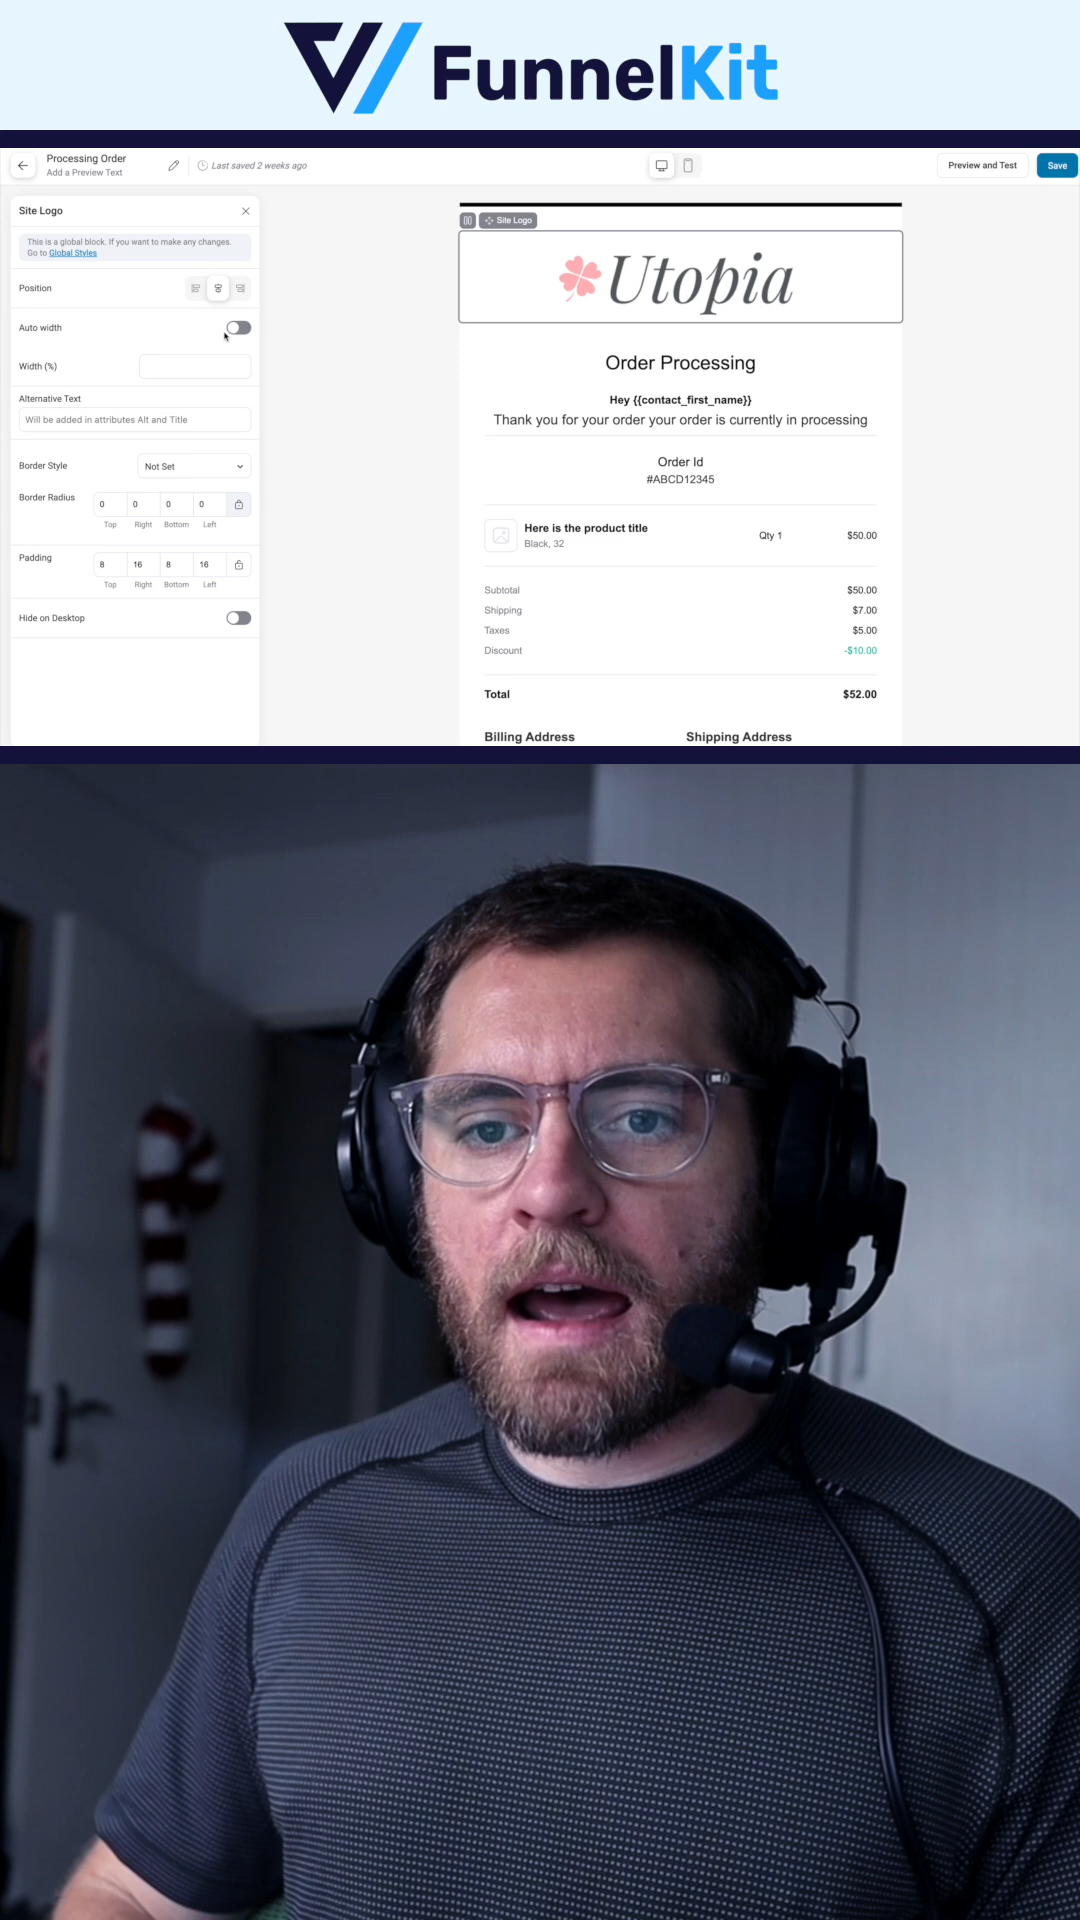 FunnelKit
Processing Order
Add a Preview Text
Last saved 2 weeks ago
Preview and Test
Save
Site Logo
This is a global block. If you want to make any changes.
Go to Global Styles
Position
Auto width
Width (%)
Alternative Text
Will be added in attributes Alt and Title
Border Style
Not Set
Border Radius
0 0 0 0
Top Right Bottom Left
Padding
8 16 8 16
Top Right Bottom Left
Hide on Desktop
Site Logo
Utopia
Order Processing
Hey {{contact_first_name}}
Thank you for your order your order is currently in processing
Order Id
#ABCD12345
Here is the product title
Black, 32
Qty 1
$50.00
Subtotal $50.00
Shipping $7.00
Taxes $5.00
Discount -$10.00
Total $52.00
Billing Address Shipping Address